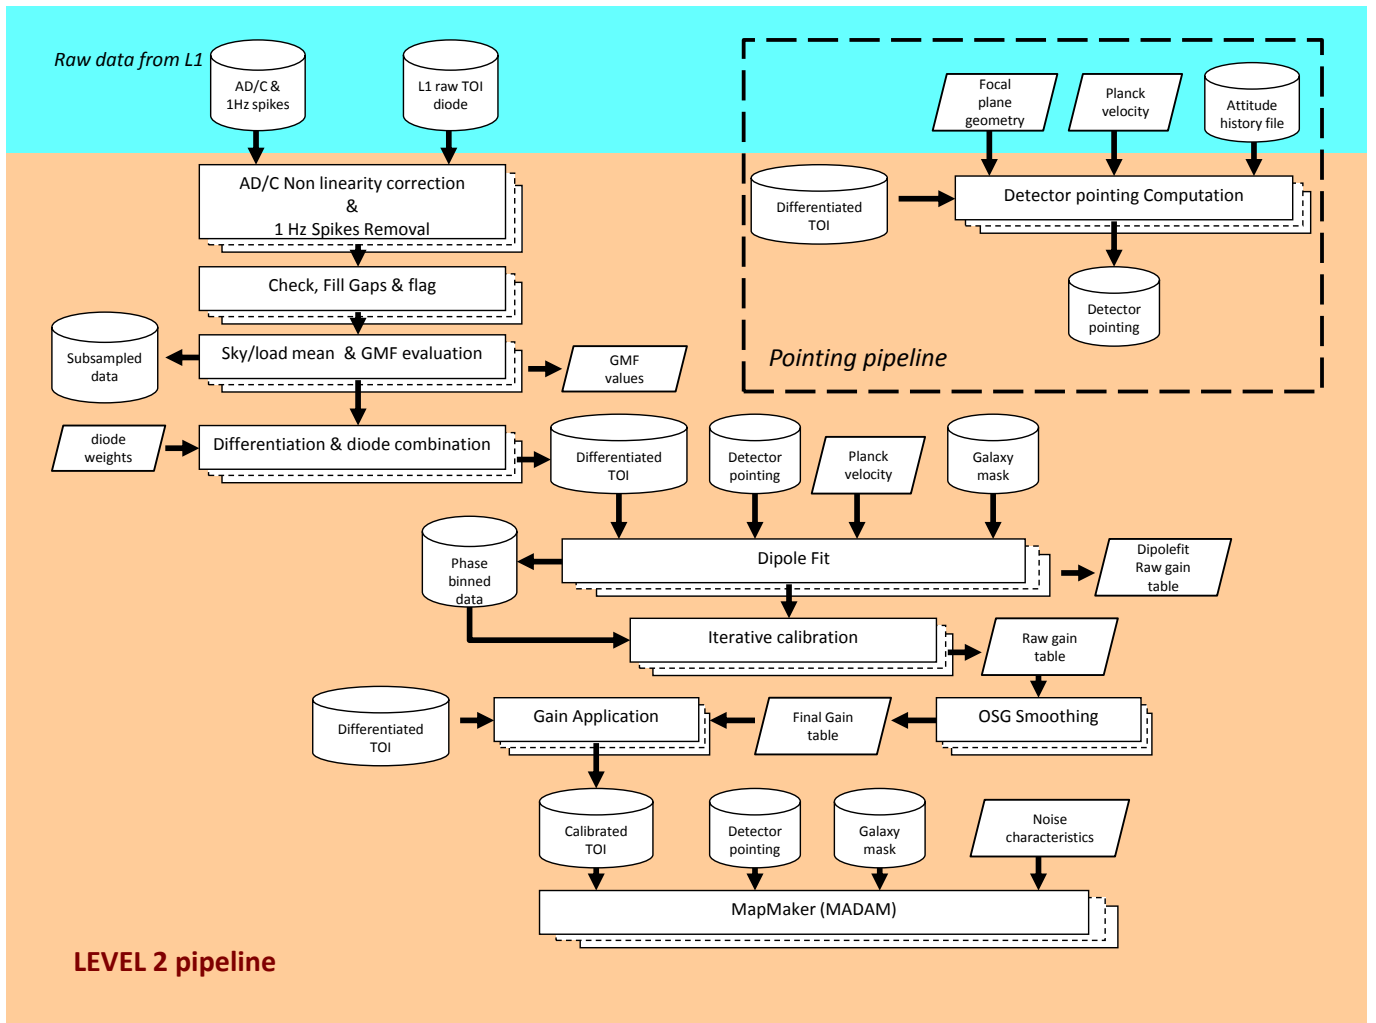 Raw data from L1
AD/C &
1Hz spikes
L1 raw TOI
diode
Focal
plane
geometry
Planck
velocity
Attitude
history file
AD/C Non linearity correction
&
1 Hz Spikes Removal
Differentiated
TOI
Detector pointing Computation
Check, Fill Gaps & flag
Detector
pointing
Subsampled
data
Sky/load mean & GMF evaluation
GMF
values
Pointing pipeline
diode
weights
Differentiation & diode combination
Differentiated
TOI
Detector
pointing
Planck
velocity
Galaxy
mask
Phase
binned
data
Dipole Fit
Dipolefit
Raw gain
table
Iterative calibration
Raw gain
table
Differentiated
TOI
Gain Application
Final Gain
table
OSG Smoothing
Calibrated
TOI
Detector
pointing
Galaxy
mask
Noise
characteristics
MapMaker (MADAM)
LEVEL 2 pipeline